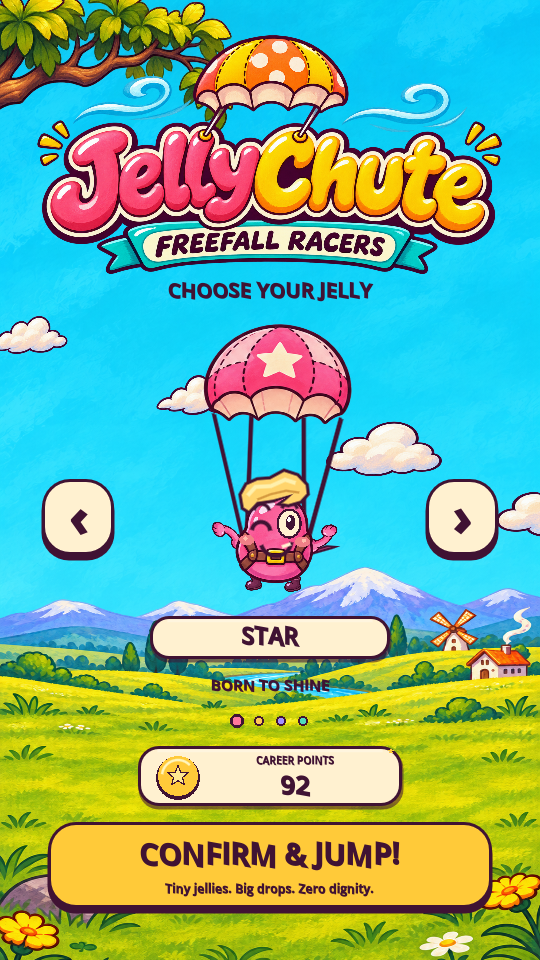 JellyChute
FREEFALL RACERS
CHOOSE YOUR JELLY
‹ ›
STAR
BORN TO SHINE
CAREER POINTS
92
CONFIRM & JUMP!
Tiny jellies. Big drops. Zero dignity.